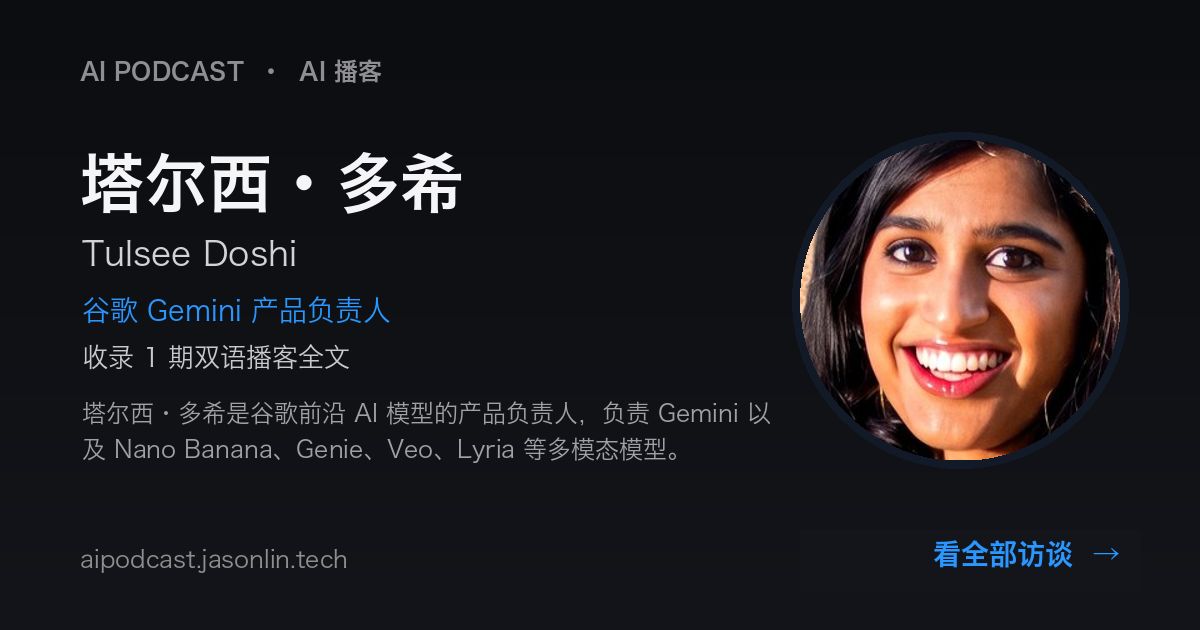 AI PODCAST · AI 播客
塔尔西·多希
Tulsee Doshi
谷歌 Gemini 产品负责人
收录 1 期双语播客全文
塔尔西·多希是谷歌前沿 AI 模型的产品负责人，负责 Gemini 以
及 Nano Banana、Genie、Veo、Lyria 等多模态模型。
aipodcast.jasonlin.tech
看全部访谈 →